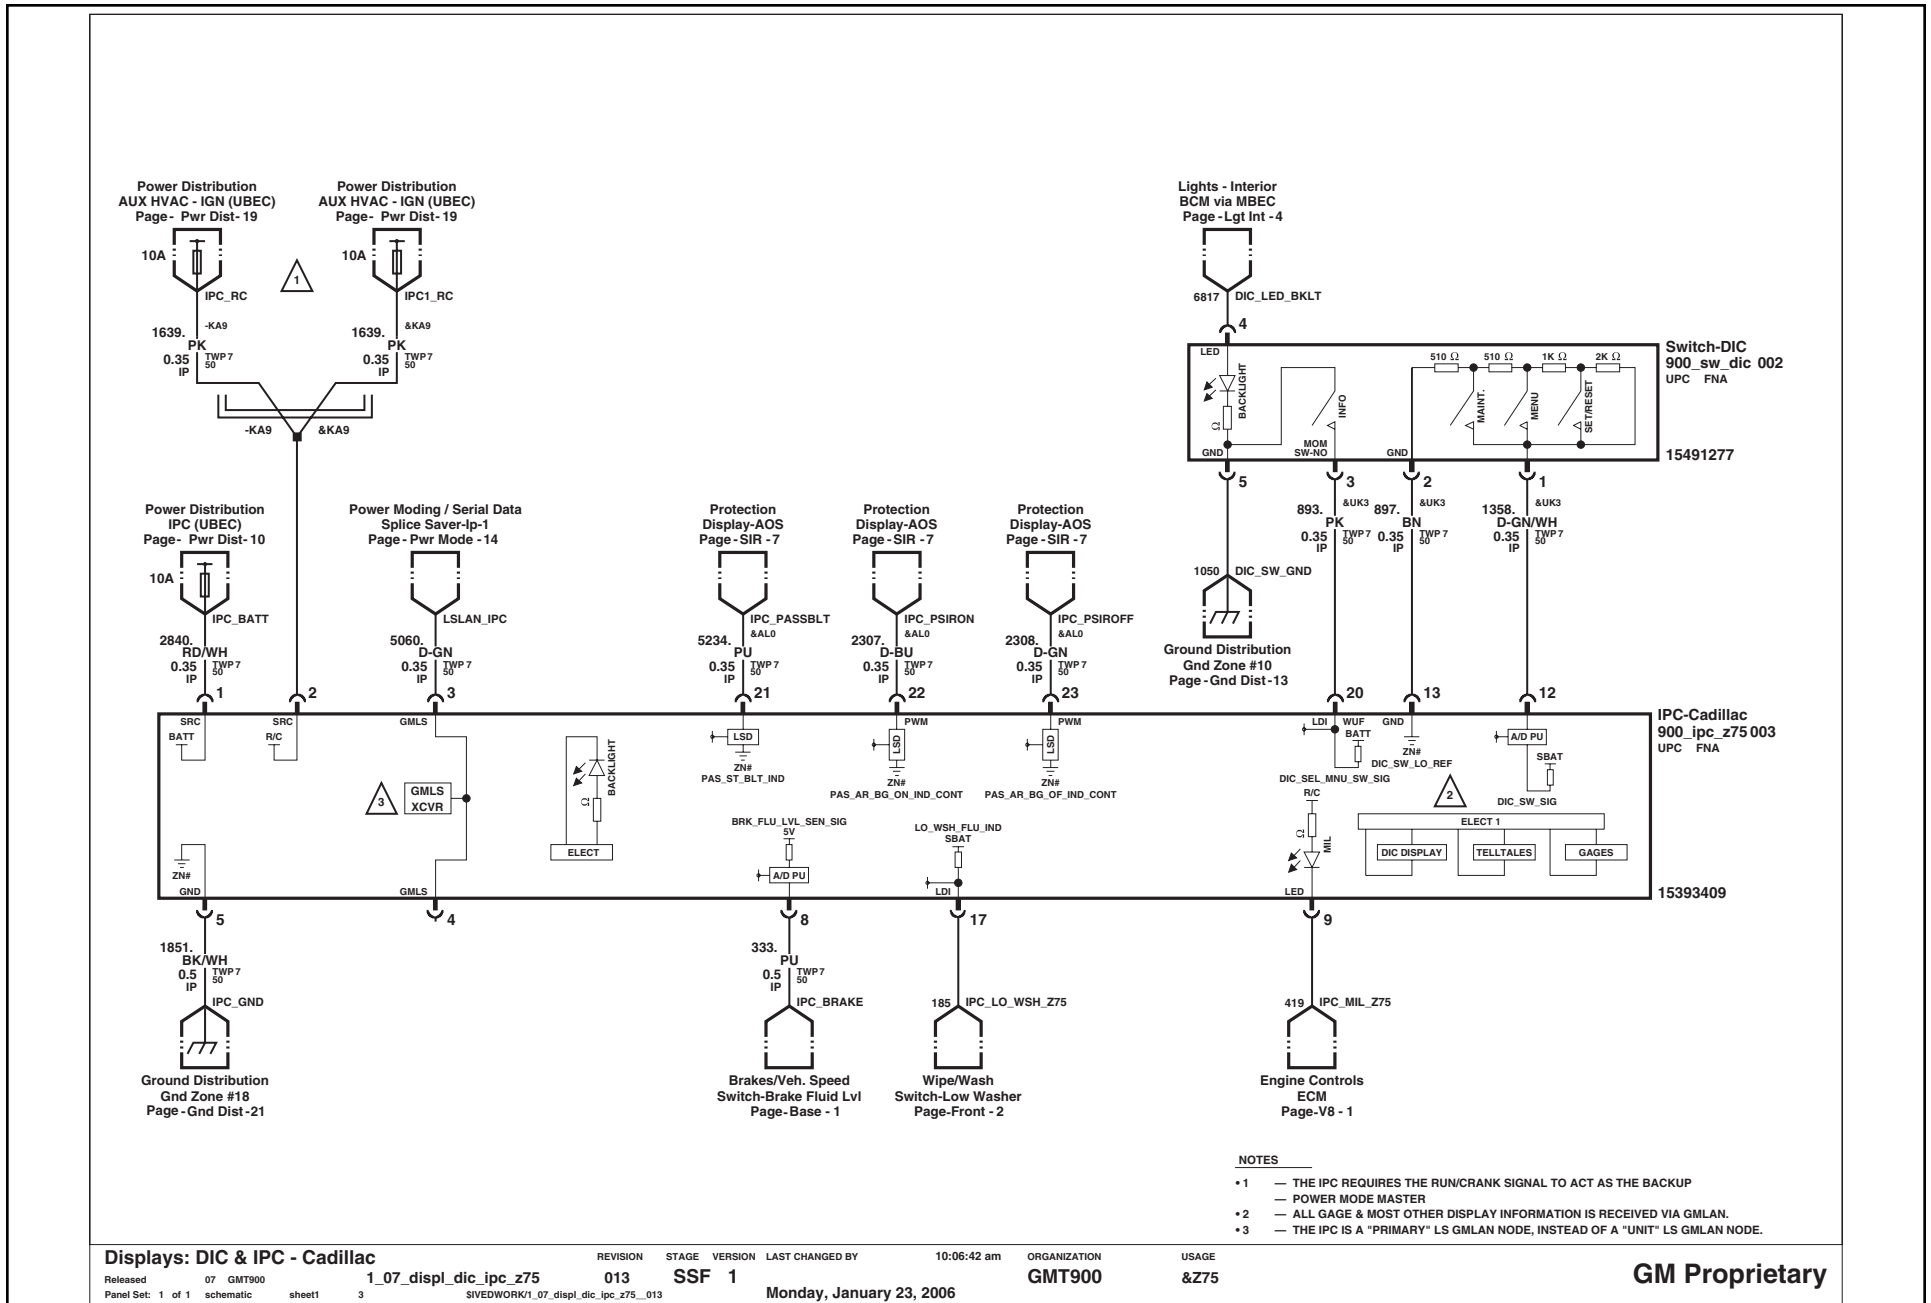 Power Distribution
AUX HVAC - IGN (UBEC)
Page - Pwr Dist - 19
10A
IPC_RC
-KA9
1639.
PK
0.35
TWP 7
50
IP
Power Distribution
AUX HVAC - IGN (UBEC)
Page - Pwr Dist - 19
10A
IPC1_RC
&KA9
1639.
PK
0.35
TWP 7
50
IP
1
-KA9
&KA9
Lights - Interior
BCM via MBEC
Page - Lgt Int - 4
6817
DIC_LED_BKLT
4
LED
BACKLIGHT
Ω
GND
INFO
MOM
SW-NO
510 Ω
510 Ω
1K Ω
2K Ω
MAINT.
MENU
SET/RESET
GND
Switch-DIC
900_sw_dic 002
UPC FNA
15491277
5
3
2
1
&UK3
893.
PK
0.35
TWP 7
50
IP
&UK3
897.
BN
0.35
TWP 7
50
IP
&UK3
1358.
D-GN/WH
0.35
TWP 7
50
IP
1050
DIC_SW_GND
Ground Distribution
Gnd Zone #10
Page - Gnd Dist - 13
Power Distribution
IPC (UBEC)
Page - Pwr Dist - 10
10A
IPC_BATT
2840.
RD/WH
0.35
TWP 7
50
IP
1
2
Power Moding / Serial Data
Splice Saver-Ip-1
Page - Pwr Mode - 14
LSLAN_IPC
5060.
D-GN
0.35
TWP 7
50
IP
3
Protection
Display-AOS
Page - SIR - 7
IPC_PASSBLT
&AL0
5234.
PU
0.35
TWP 7
50
IP
21
Protection
Display-AOS
Page - SIR - 7
IPC_PSIRON
&AL0
2307.
D-BU
0.35
TWP 7
50
IP
22
Protection
Display-AOS
Page - SIR - 7
IPC_PSIROFF
&AL0
2308.
D-GN
0.35
TWP 7
50
IP
23
20
13
12
IPC-Cadillac
900_ipc_z75 003
UPC FNA
15393409
SRC
BATT
SRC
R/C
GMLS
3
GMLS
XCVR
GMLS
ZN#
GND
BACKLIGHT
Ω
ELECT
LSD
ZN#
PAS_ST_BLT_IND
PWM
LSD
ZN#
PAS_AR_BG_ON_IND_CONT
PWM
LSD
ZN#
PAS_AR_BG_OF_IND_CONT
BRK_FLU_LVL_SEN_SIG
5V
A/D PU
LO_WSH_FLU_IND
SBAT
LDI
LDI
WUF
BATT
DIC_SEL_MNU_SW_SIG
GND
ZN#
DIC_SW_LO_REF
A/D PU
SBAT
DIC_SW_SIG
R/C
Ω
MIL
LED
2
ELECT 1
DIC DISPLAY
TELLTALES
GAGES
5
4
8
17
9
1851.
BK/WH
0.5
TWP 7
50
IP
IPC_GND
Ground Distribution
Gnd Zone #18
Page - Gnd Dist - 21
333.
PU
0.5
TWP 7
50
IP
IPC_BRAKE
Brakes/Veh. Speed
Switch-Brake Fluid Lvl
Page - Base - 1
185
IPC_LO_WSH_Z75
Wipe/Wash
Switch-Low Washer
Page-Front - 2
419
IPC_MIL_Z75
Engine Controls
ECM
Page-V8 - 1
NOTES
• 1 — THE IPC REQUIRES THE RUN/CRANK SIGNAL TO ACT AS THE BACKUP
— POWER MODE MASTER
• 2 — ALL GAGE & MOST OTHER DISPLAY INFORMATION IS RECEIVED VIA GMLAN.
• 3 — THE IPC IS A "PRIMARY" LS GMLAN NODE, INSTEAD OF A "UNIT" LS GMLAN NODE.
Displays: DIC & IPC - Cadillac
REVISION STAGE VERSION LAST CHANGED BY 10:06:42 am ORGANIZATION USAGE
Released 07 GMT900 1_07_displ_dic_ipc_z75 013 SSF 1 GMT900 &Z75
Panel Set: 1 of 1 schematic sheet1 3 $IVEDWORK/1_07_displ_dic_ipc_z75__013 Monday, January 23, 2006
GM Proprietary